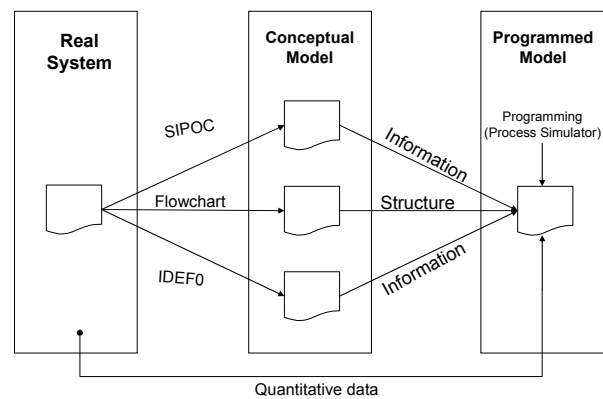 Real
System
Conceptual
Model
Programmed
Model
SIPOC
Flowchart
IDEF0
Information
Structure
Information
Programming
(Process Simulator)
Quantitative data